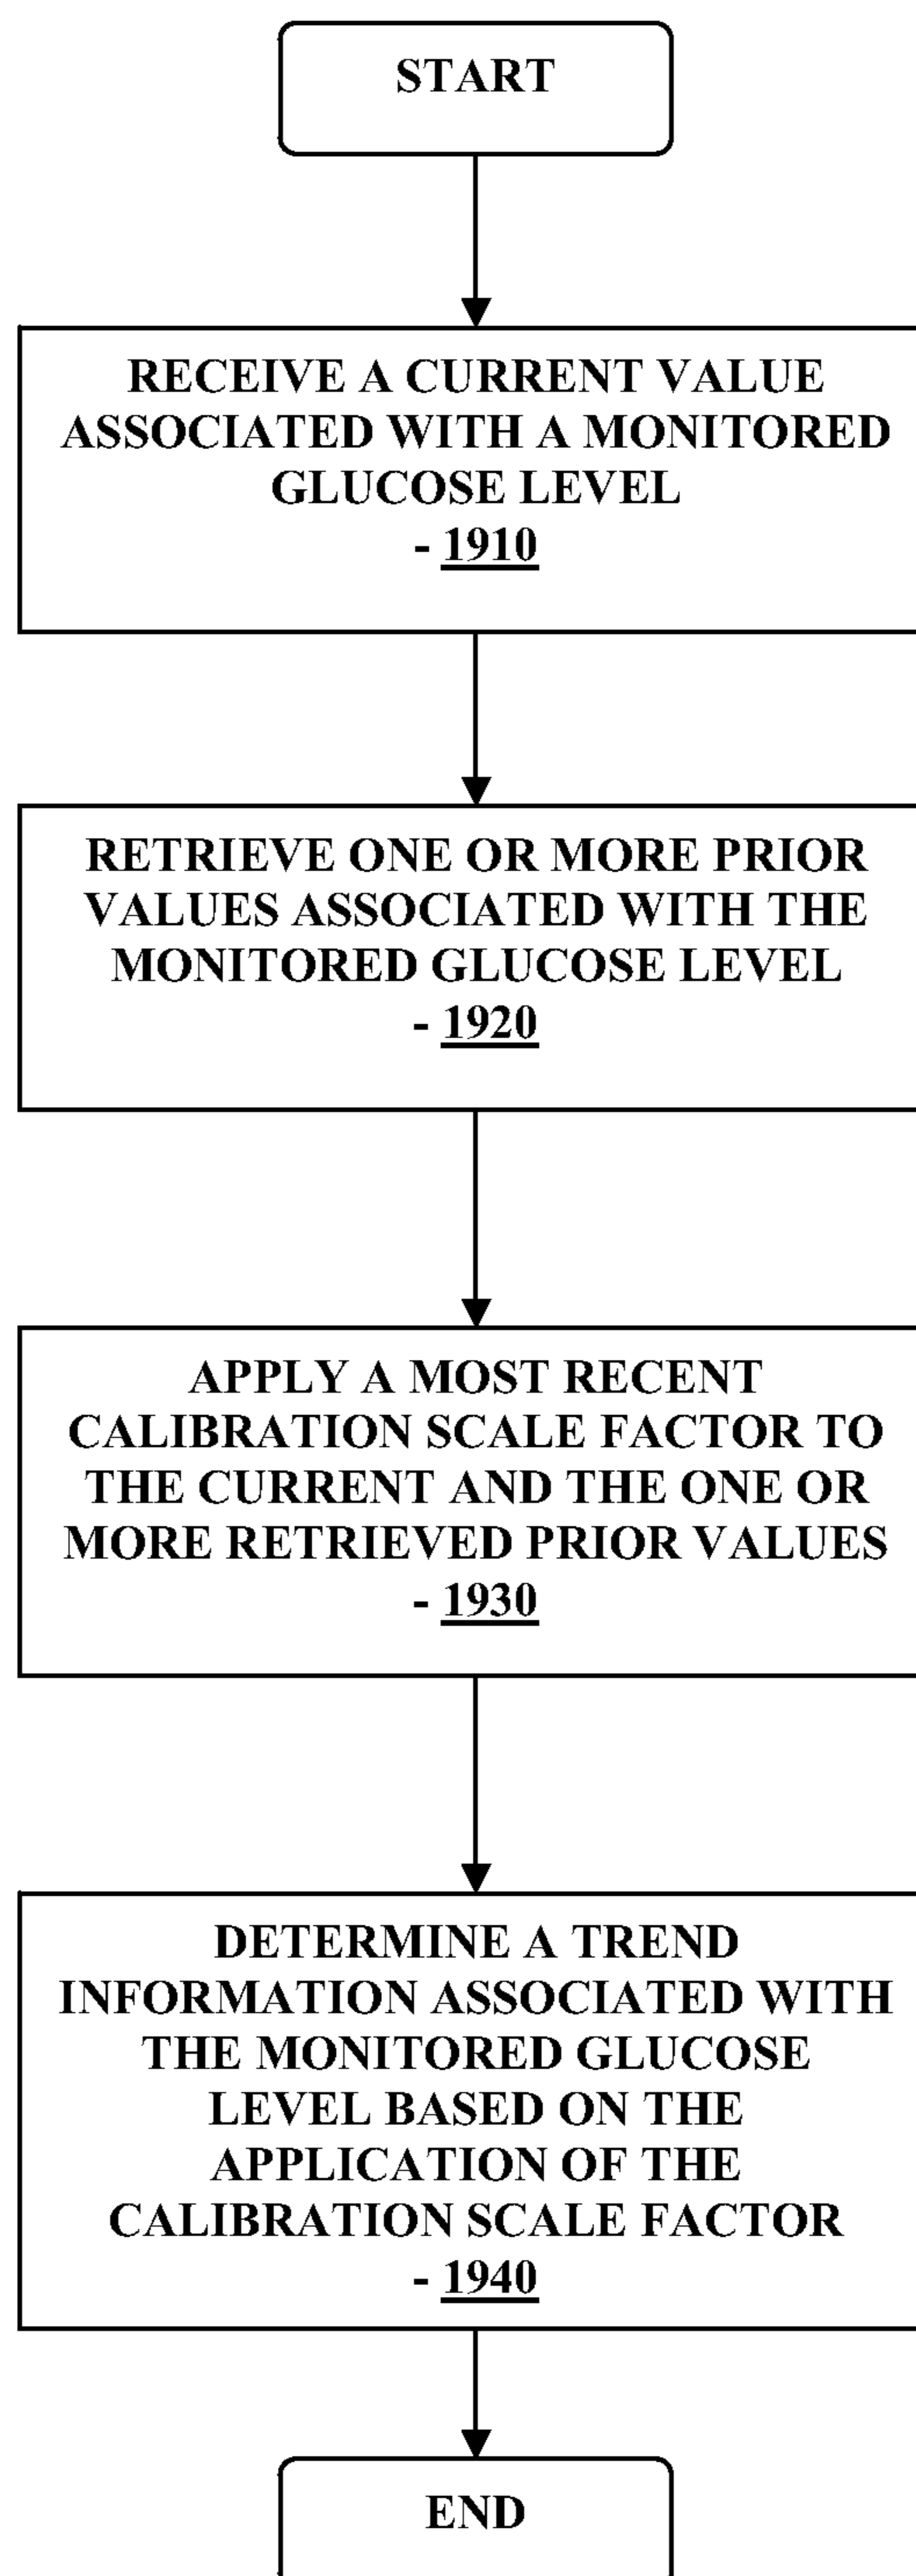 START
RECEIVE A CURRENT VALUE
ASSOCIATED WITH A MONITORED
GLUCOSE LEVEL
- 1910
RETRIEVE ONE OR MORE PRIOR
VALUES ASSOCIATED WITH THE
MONITORED GLUCOSE LEVEL
- 1920
APPLY A MOST RECENT
CALIBRATION SCALE FACTOR TO
THE CURRENT AND THE ONE OR
MORE RETRIEVED PRIOR VALUES
- 1930
DETERMINE A TREND
INFORMATION ASSOCIATED WITH
THE MONITORED GLUCOSE
LEVEL BASED ON THE
APPLICATION OF THE
CALIBRATION SCALE FACTOR
- 1940
END